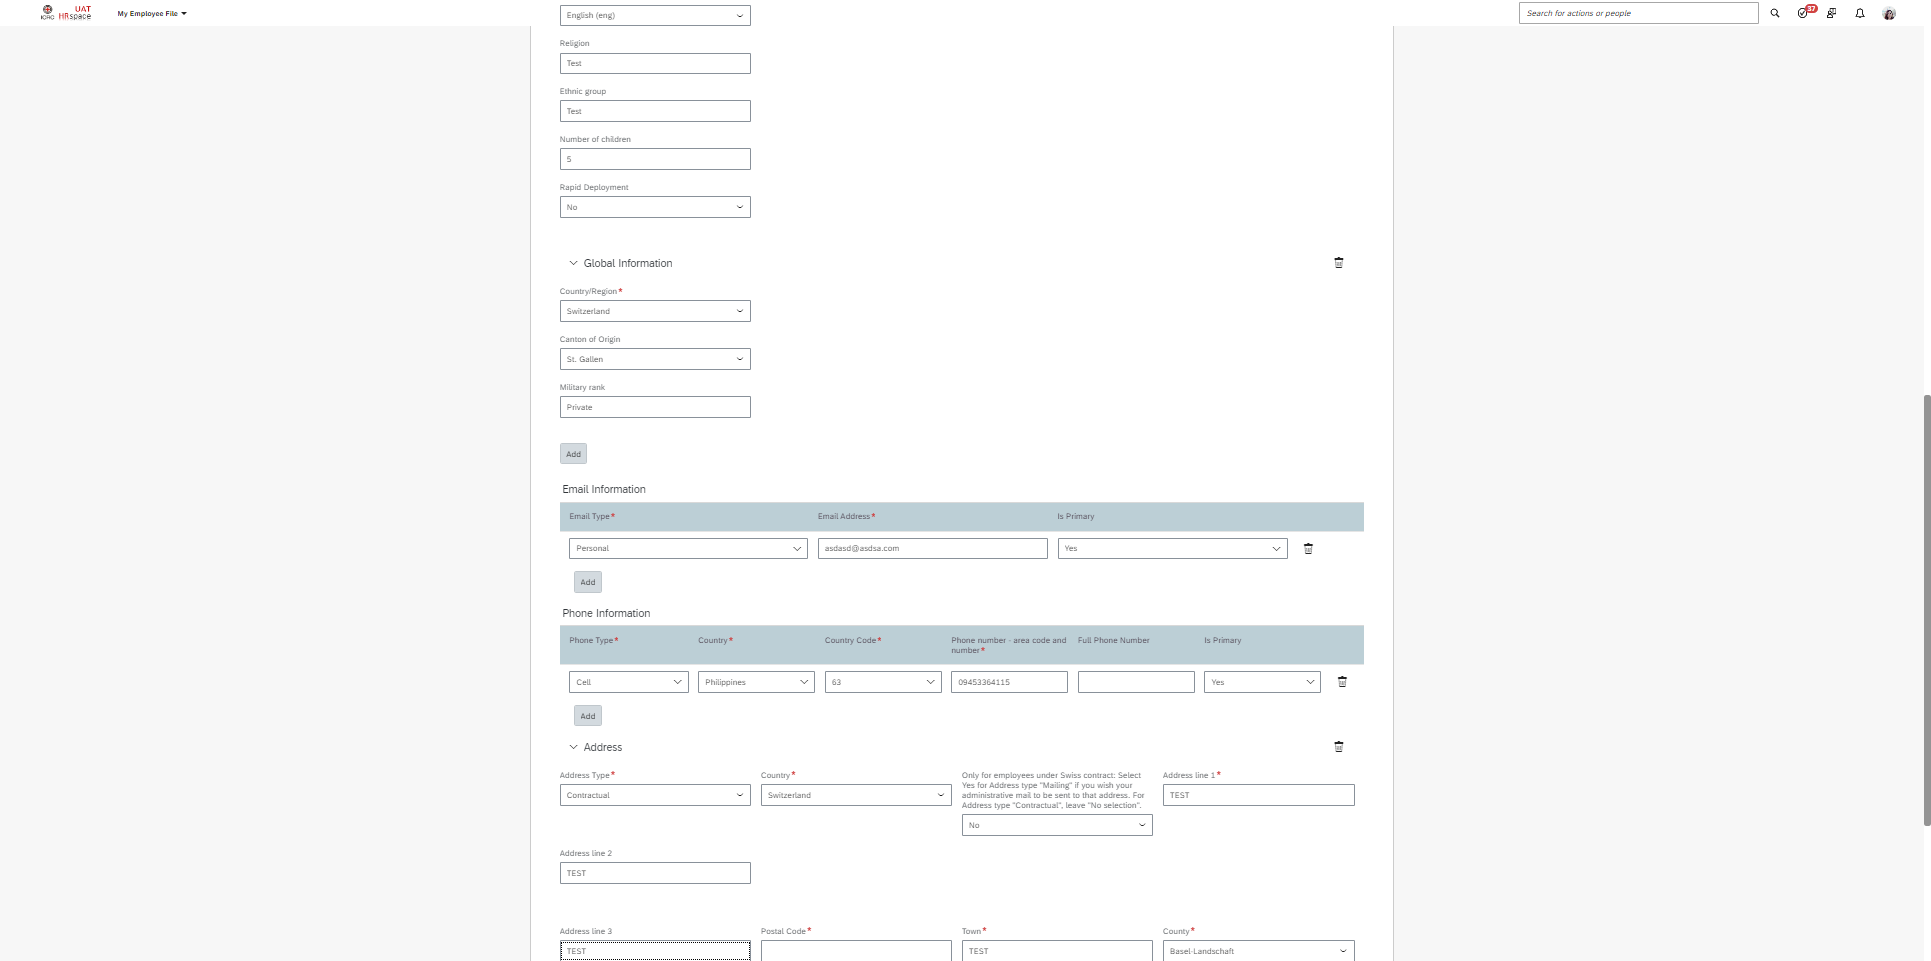 ICRC
UAT
HRspace
My Employee File
Search for actions or people
37
English (eng)
Religion
Test
Ethnic group
Test
Number of children
5
Rapid Deployment
No
Global Information
Country/Region*
Switzerland
Canton of Origin
St. Gallen
Military rank
Private
Add
Email Information
Email Type* Email Address* Is Primary
Personal asdasd@asdsa.com Yes
Add
Phone Information
Phone Type* Country* Country Code* Phone number - area code and Full Phone Number Is Primary
number*
Cell Philippines 63 09453364115 Yes
Add
Address
Address Type* Country* Only for employees under Swiss contract: Select Address line 1*
Yes for Address type "Mailing" if you wish your
administrative mail to be sent to that address. For
Address type "Contractual", leave "No selection".
Contractual Switzerland TEST
No
Address line 2
TEST
Address line 3 Postal Code* Town* County*
TEST TEST Basel-Landschaft